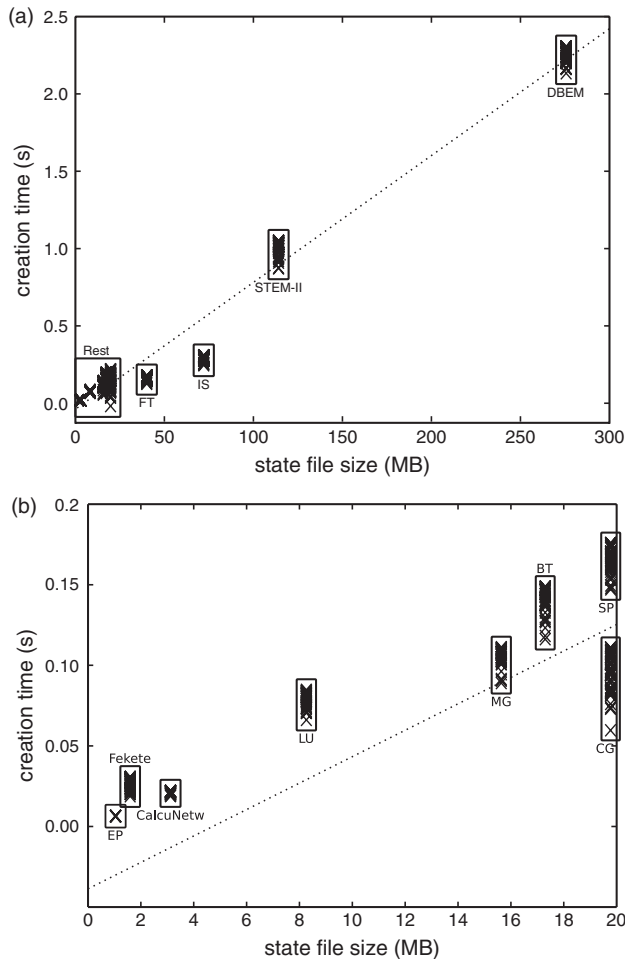 (a)
2.5
2.0
1.5
1.0
0.5
0.0
creation time (s)
DBEM
STEM-II
Rest
FT
IS
0 50 100 150 200 250 300
state file size (MB)
(b)
0.2
0.15
0.10
0.05
0.00
creation time (s)
BT
SP
MG
CG
LU
Fekete
CalcuNetw
EP
0 2 4 6 8 10 12 14 16 18 20
state file size (MB)